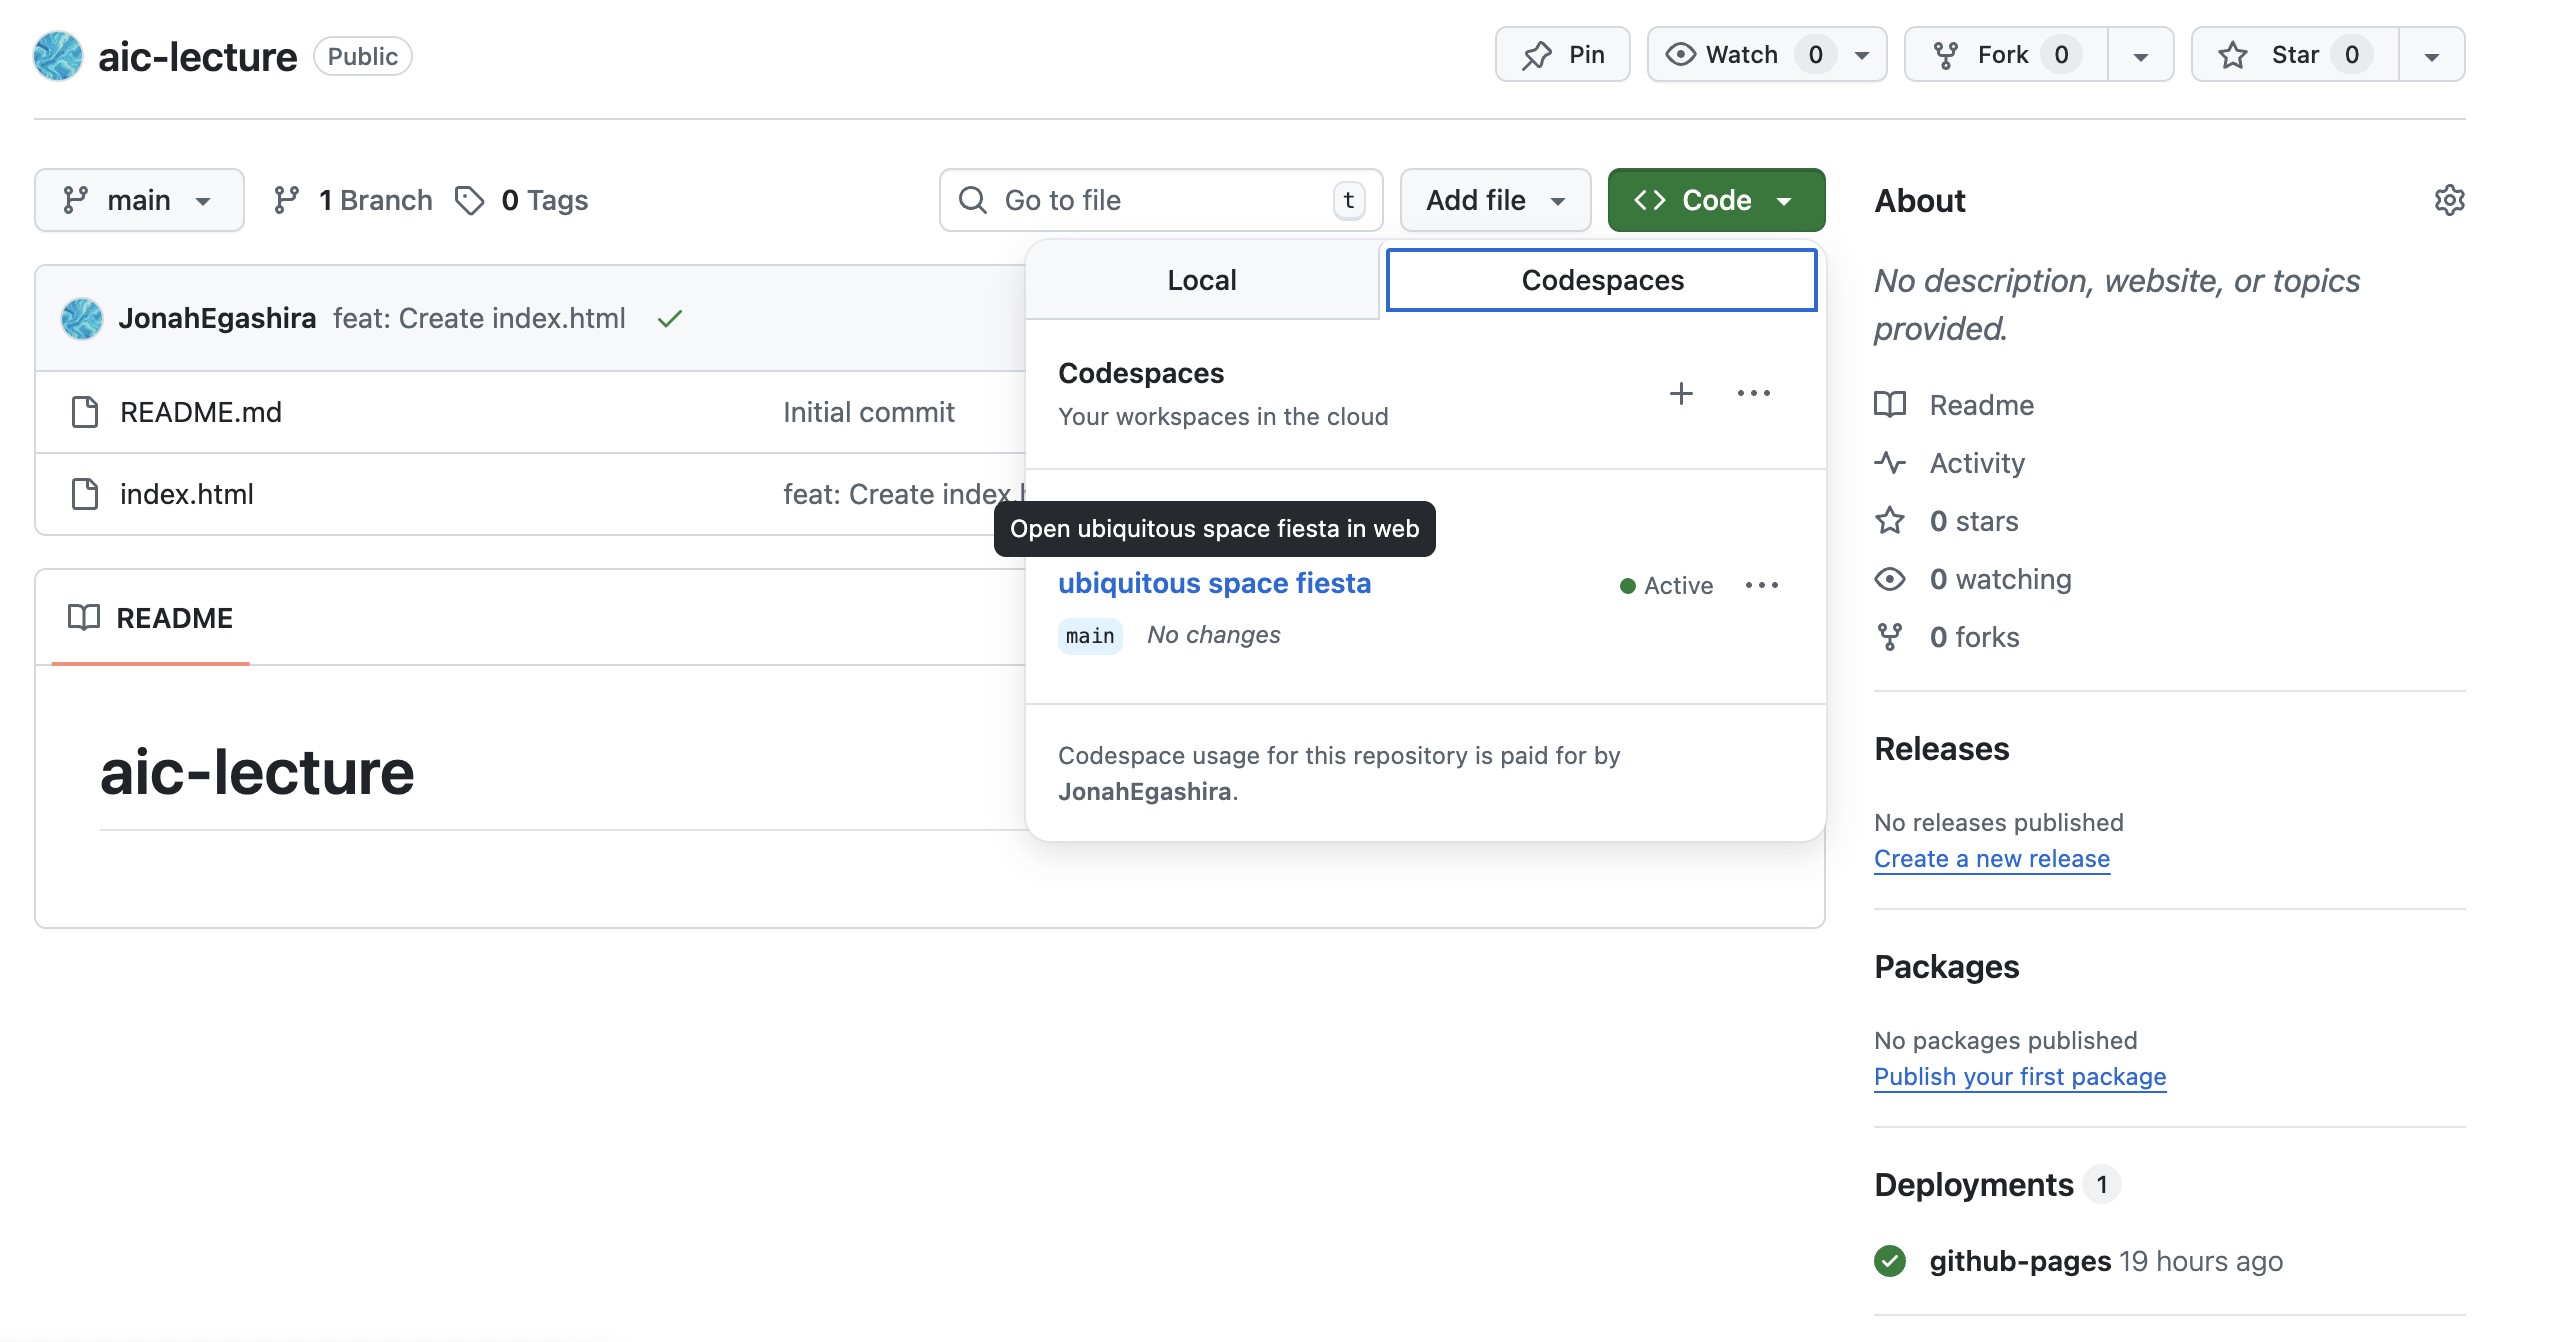 aic-lecture Public
Pin
Watch 0
Fork 0
Star 0
main
1 Branch
0 Tags
Go to file t
Add file
Code
JonahEgashira feat: Create index.html
README.md Initial commit
index.html feat: Create index.h
README
aic-lecture
Local
Codespaces
Codespaces
Your workspaces in the cloud
Open ubiquitous space fiesta in web
ubiquitous space fiesta Active
main No changes
Codespace usage for this repository is paid for by
JonahEgashira.
About
No description, website, or topics
provided.
Readme
Activity
0 stars
0 watching
0 forks
Releases
No releases published
Create a new release
Packages
No packages published
Publish your first package
Deployments 1
github-pages 19 hours ago